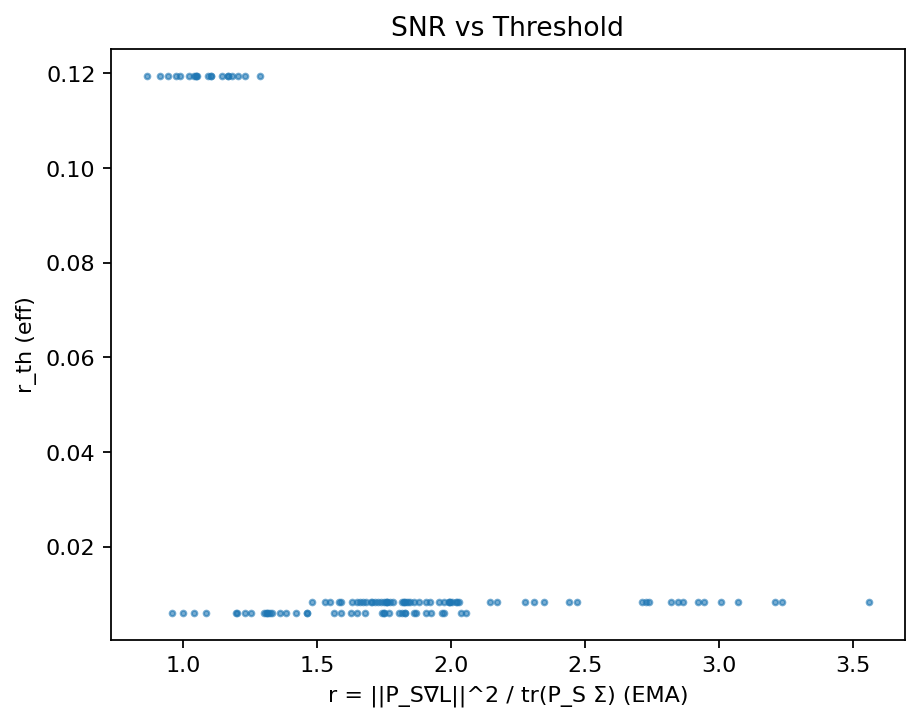 SNR vs Threshold
0.12
0.10
0.08
0.06
0.04
0.02
r_th (eff)
1.0 1.5 2.0 2.5 3.0 3.5
r = ||P_S∇L||^2 / tr(P_S Σ) (EMA)